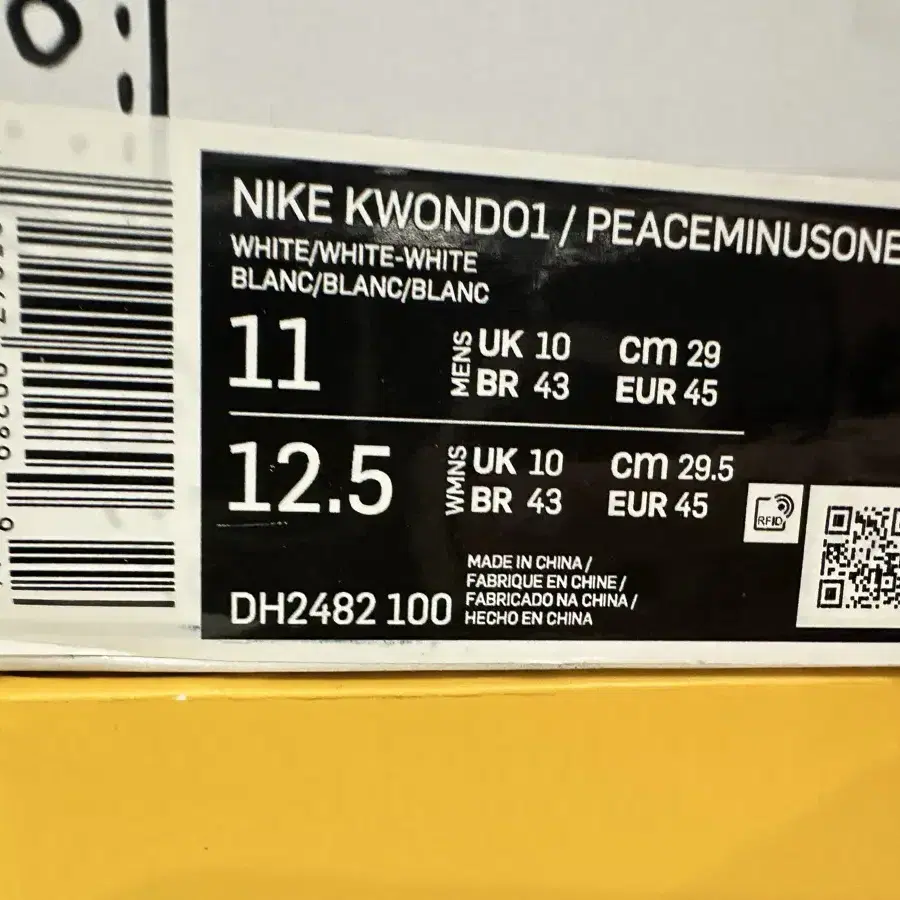 NIKE KWONDO1 / PEACEMINUSONE
WHITE/WHITE-WHITE
BLANC/BLANC/BLANC
11
MENS
UK 10 cm 29
BR 43 EUR 45
12.5
WMNS
UK 10 cm 29.5
BR 43 EUR 45
RFID
DH2482 100
MADE IN CHINA /
FABRIQUE EN CHINE /
FABRICADO NA CHINA /
HECHO EN CHINA